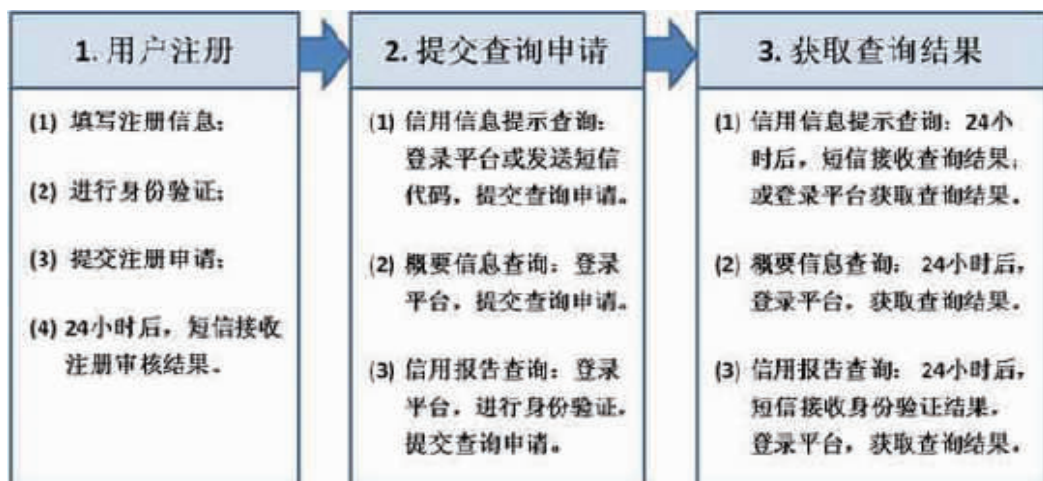 1. 用户注册
(1) 填写注册信息;
(2) 进行身份验证;
(3) 提交注册申请;
(4) 24小时后，短信接收
注册审核结果。
2. 提交查询申请
(1) 信用信息提示查询：
登录平台或发送短信
代码，提交查询申请。
(2) 概要信息查询：登录
平台，提交查询申请。
(3) 信用报告查询：登录
平台，进行身份验证，
提交查询申请。
3. 获取查询结果
(1) 信用信息提示查询：24小
时后，短信接收查询结果，
或登录平台获取查询结果。
(2) 概要信息查询： 24小时后，
登录平台，获取查询结果。
(3) 信用报告查询： 24小时后，
短信接收身份验证结果，
登录平台，获取查询结果。